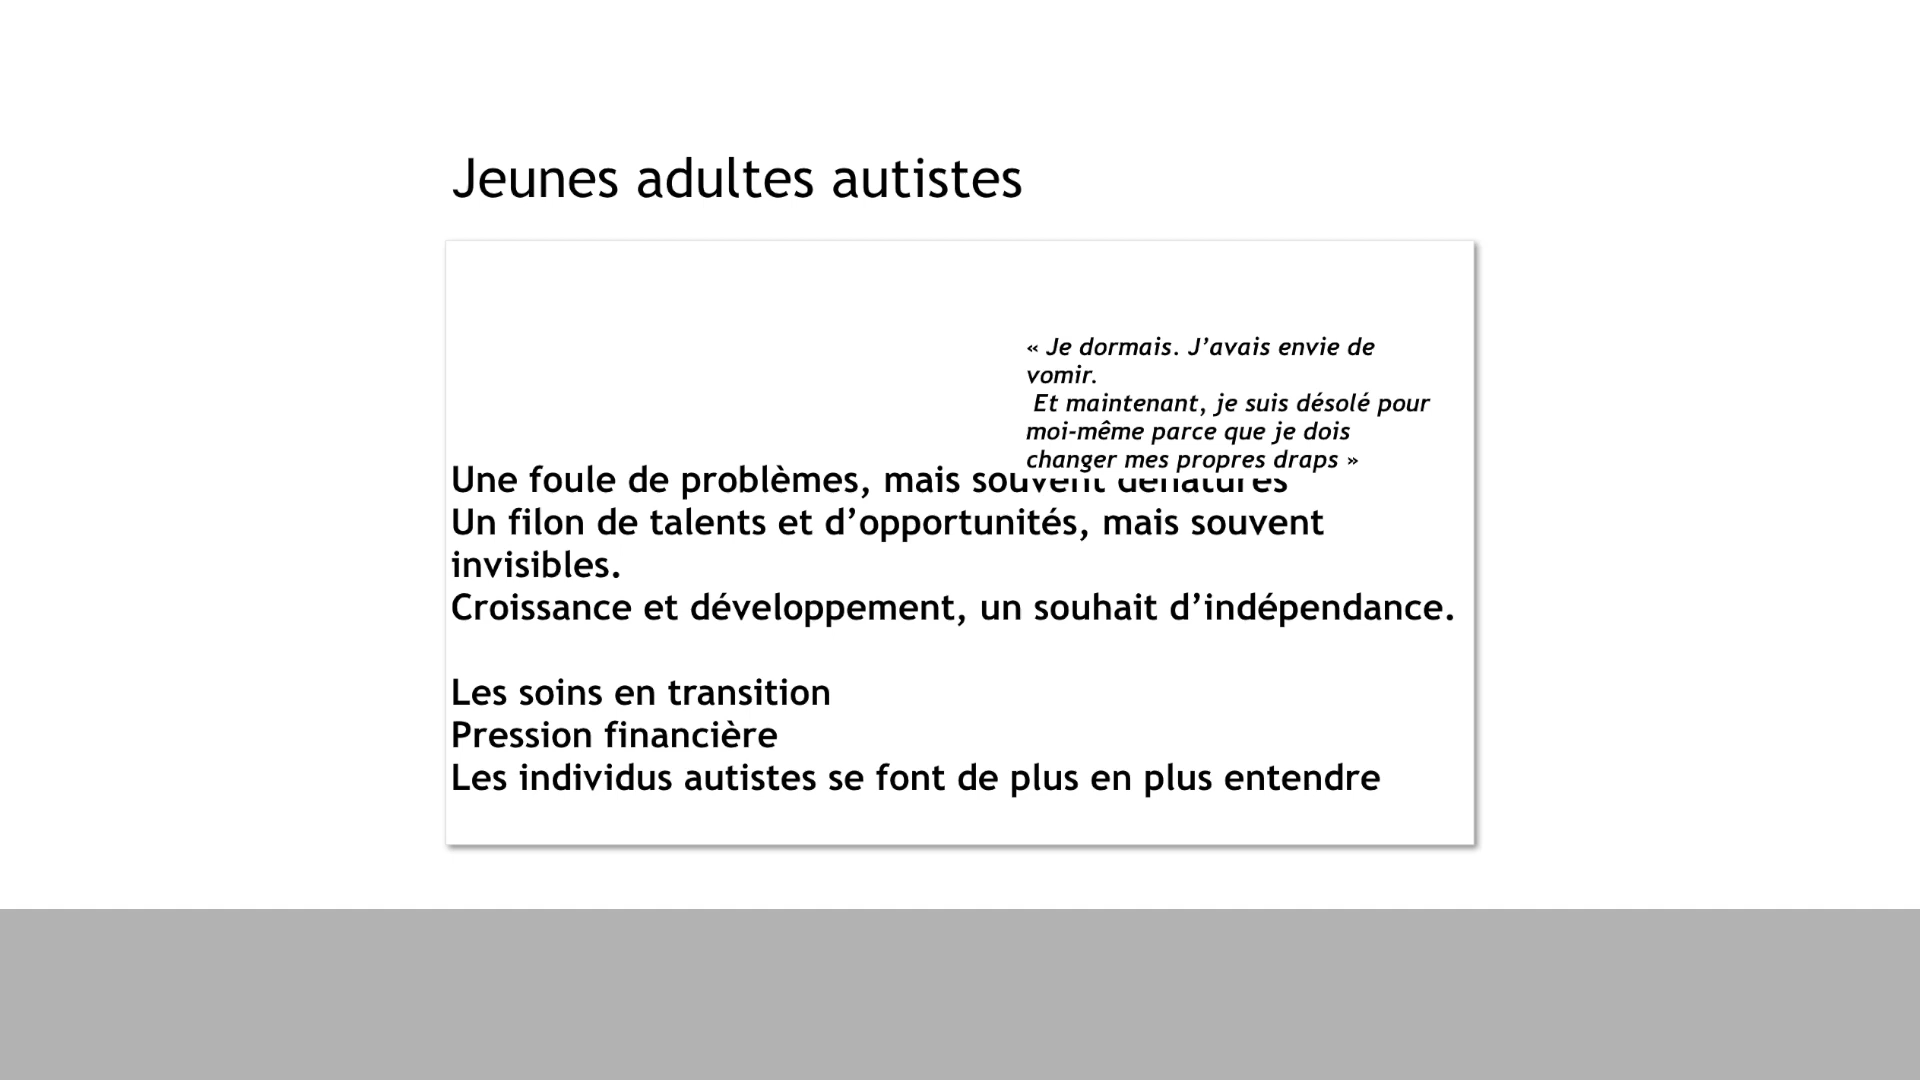 Jeunes adultes autistes
« Je dormais. J’avais envie de
vomir.
Et maintenant, je suis désolé pour
moi-même parce que je dois
changer mes propres draps »
Une foule de problèmes, mais souvent dénaturés
Un filon de talents et d’opportunités, mais souvent
invisibles.
Croissance et développement, un souhait d’indépendance.
Les soins en transition
Pression financière
Les individus autistes se font de plus en plus entendre